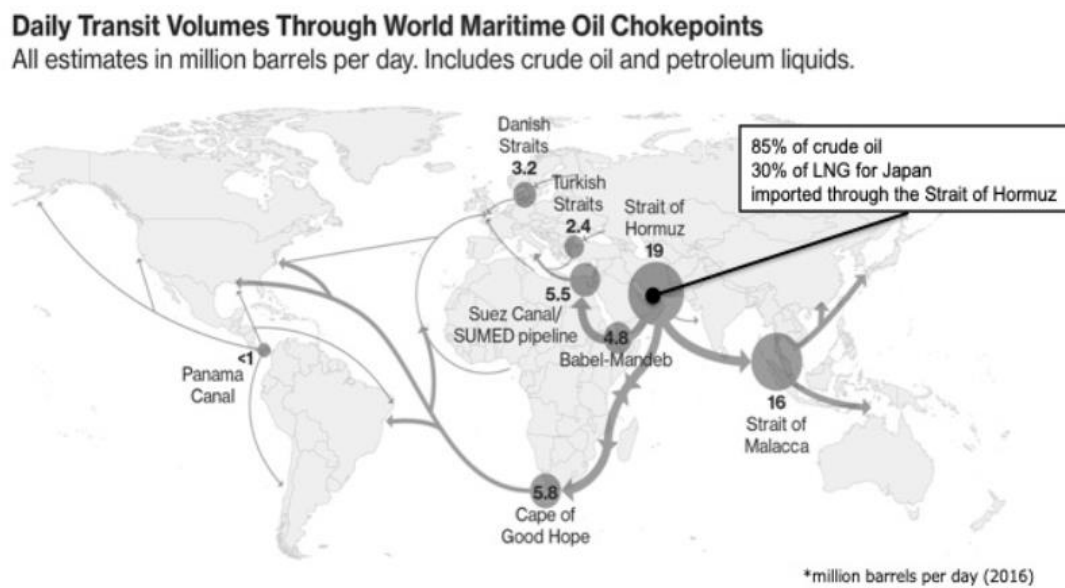 Daily Transit Volumes Through World Maritime Oil Chokepoints
All estimates in million barrels per day. Includes crude oil and petroleum liquids.
Danish
Straits
3.2
Turkish
Straits
2.4
Strait of
Hormuz
19
85% of crude oil
30% of LNG for Japan
imported through the Strait of Hormuz
5.5
Suez Canal/
SUMED pipeline
4.8
Babel-Mandeb
<1
Panama
Canal
16
Strait of
Malacca
5.8
Cape of
Good Hope
*million barrels per day (2016)